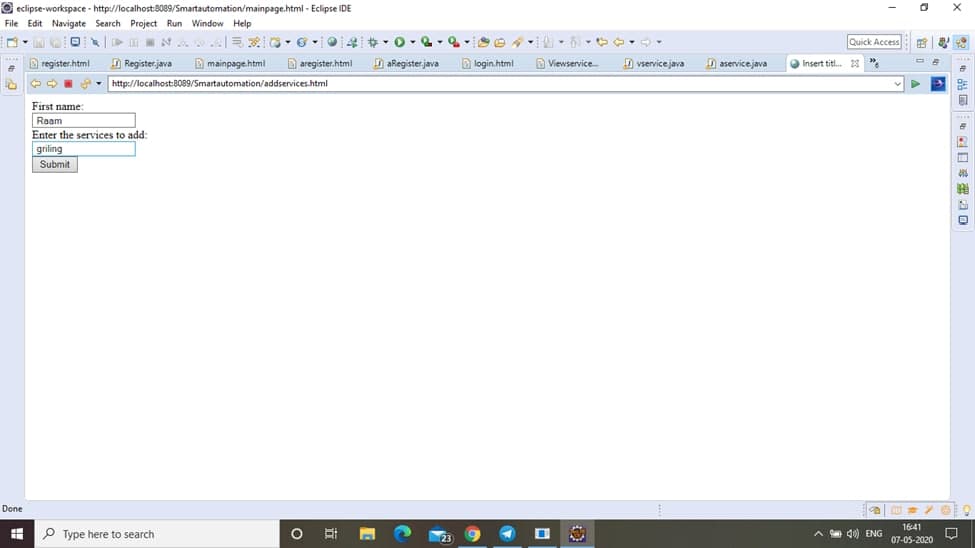 eclipse-workspace - http://localhost:8089/Smartautomation/mainpage.html - Eclipse IDE
File Edit Navigate Search Project Run Window Help
Quick Access
register.html Register.java mainpage.html aregister.html aRegister.java login.html Viewservice... vservice.java aservice.java Insert titl... »6
http://localhost:8089/Smartautomation/addservices.html
First name:
Raam
Enter the services to add:
griling
Submit
Done
Type here to search
23
ENG
16:41
07-05-2020